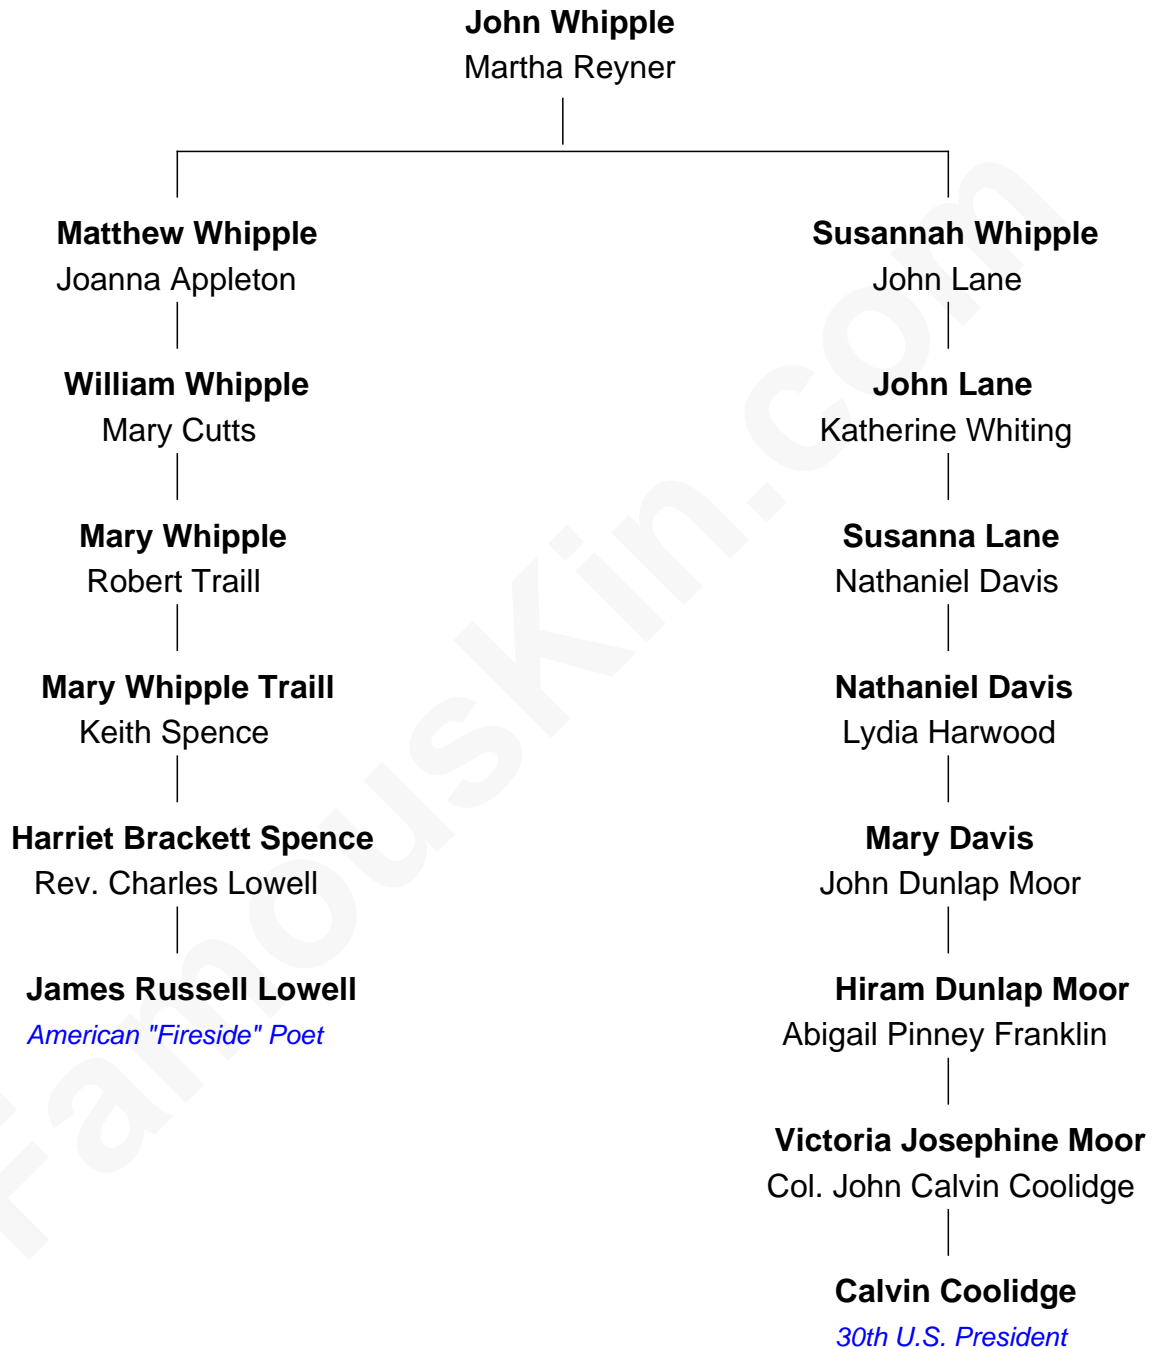 John Whipple
Martha Reyner
Matthew Whipple
Joanna Appleton
William Whipple
Mary Cutts
Mary Whipple
Robert Traill
Mary Whipple Traill
Keith Spence
Harriet Brackett Spence
Rev. Charles Lowell
James Russell Lowell
American "Fireside" Poet
Susannah Whipple
John Lane
John Lane
Katherine Whiting
Susanna Lane
Nathaniel Davis
Nathaniel Davis
Lydia Harwood
Mary Davis
John Dunlap Moor
Hiram Dunlap Moor
Abigail Pinney Franklin
Victoria Josephine Moor
Col. John Calvin Coolidge
Calvin Coolidge
30th U.S. President
FamousKin.com